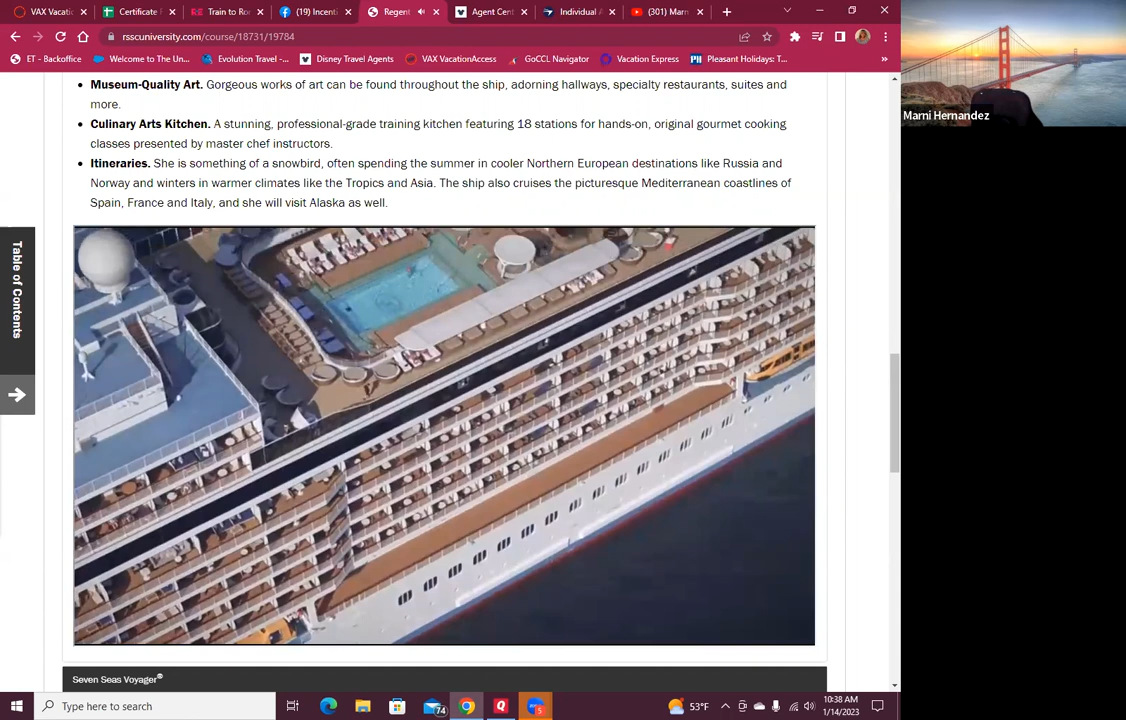 VAX Vacatio
Certificate F
Train to Ron
(19) Incenti
Regent
Agent Cent
Individual A
(301) Marn
rsscuniversity.com/course/18731/19784
ET - Backoffice
Welcome to The Un...
Evolution Travel -...
Disney Travel Agents
VAX VacationAccess
GoCCL Navigator
Vacation Express
Pleasant Holidays: T...
»
Marni Hernandez
• Museum-Quality Art. Gorgeous works of art can be found throughout the ship, adorning hallways, specialty restaurants, suites and
more.
• Culinary Arts Kitchen. A stunning, professional-grade training kitchen featuring 18 stations for hands-on, original gourmet cooking
classes presented by master chef instructors.
• Itineraries. She is something of a snowbird, often spending the summer in cooler Northern European destinations like Russia and
Norway and winters in warmer climates like the Tropics and Asia. The ship also cruises the picturesque Mediterranean coastlines of
Spain, France and Italy, and she will visit Alaska as well.
Table of Contents
Seven Seas Voyager®
Type here to search
74
5
53°F
10:38 AM
1/14/2023